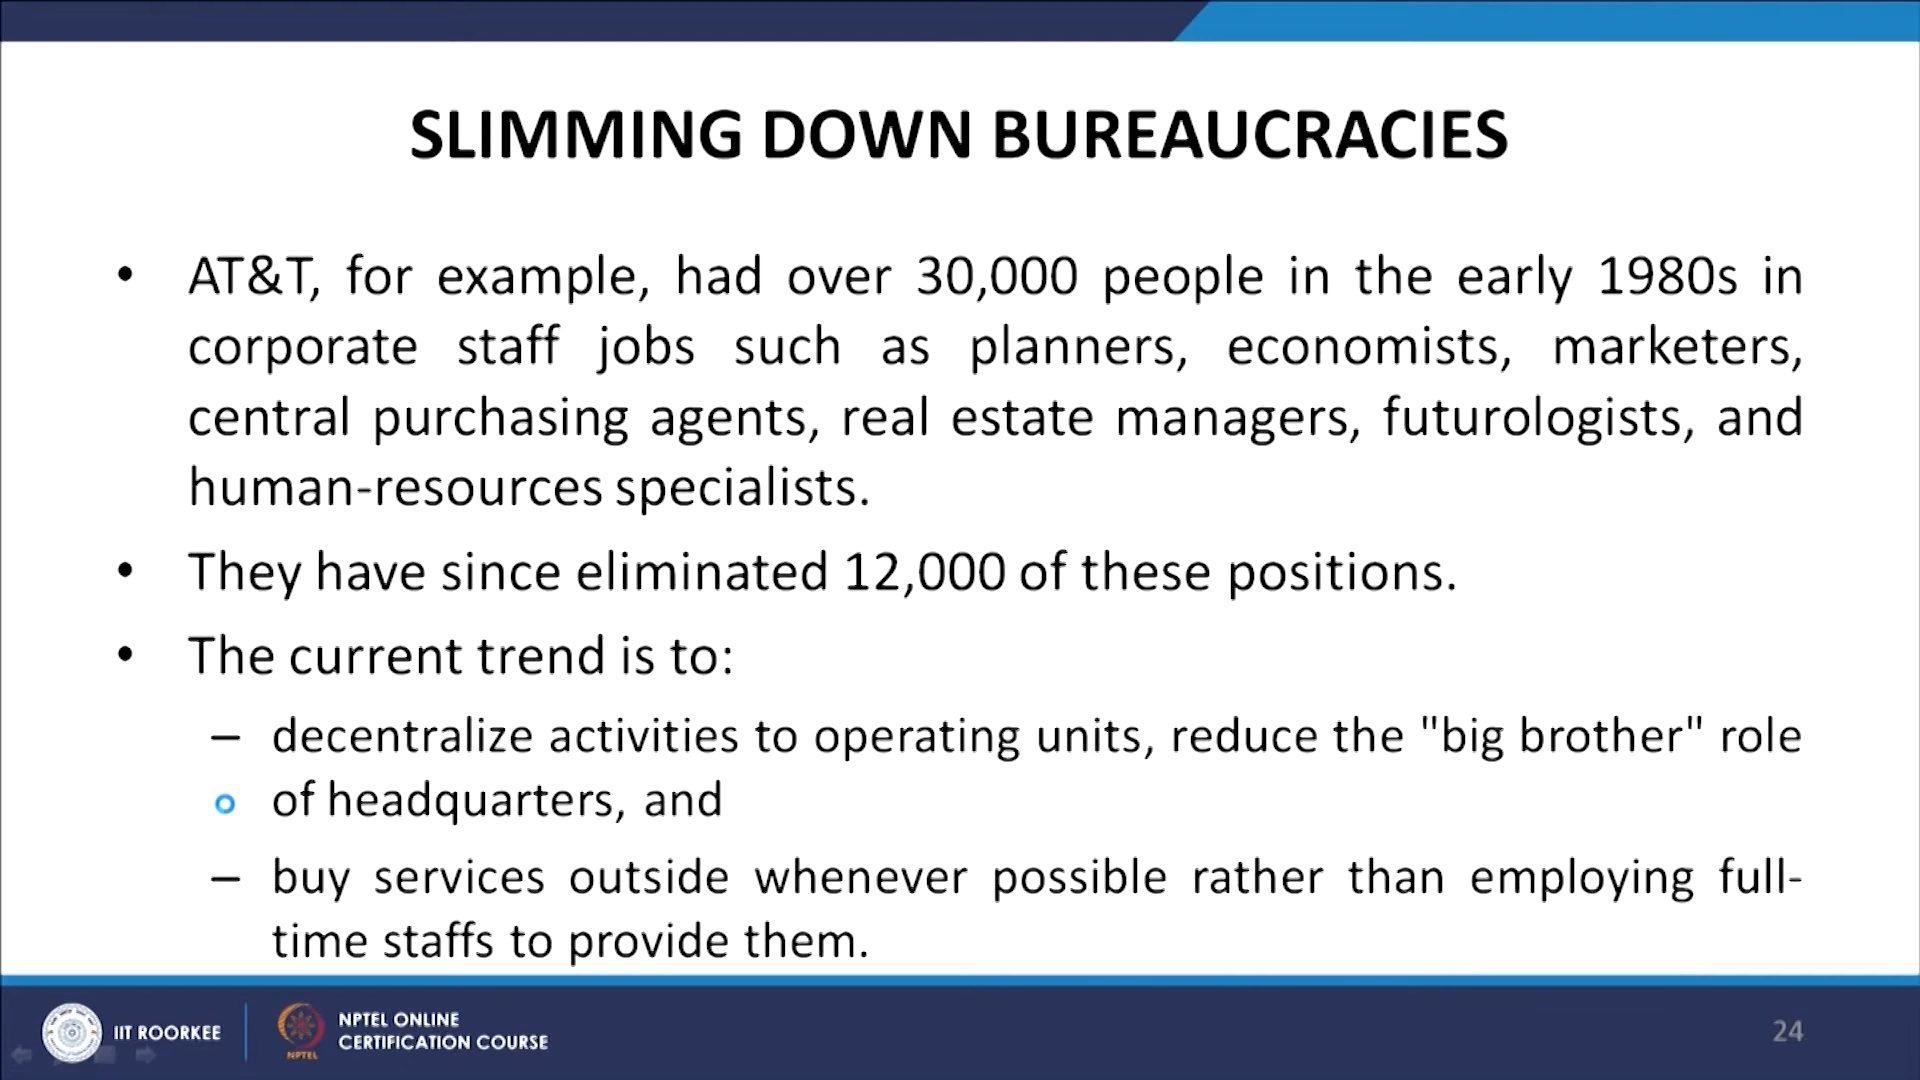 SLIMMING DOWN BUREAUCRACIES
• AT&T, for example, had over 30,000 people in the early 1980s in
corporate staff jobs such as planners, economists, marketers,
central purchasing agents, real estate managers, futurologists, and
human-resources specialists.
• They have since eliminated 12,000 of these positions.
• The current trend is to:
– decentralize activities to operating units, reduce the "big brother" role
of headquarters, and
– buy services outside whenever possible rather than employing full-
time staffs to provide them.
IIT ROORKEE
NPTEL
NPTEL ONLINE
CERTIFICATION COURSE
24